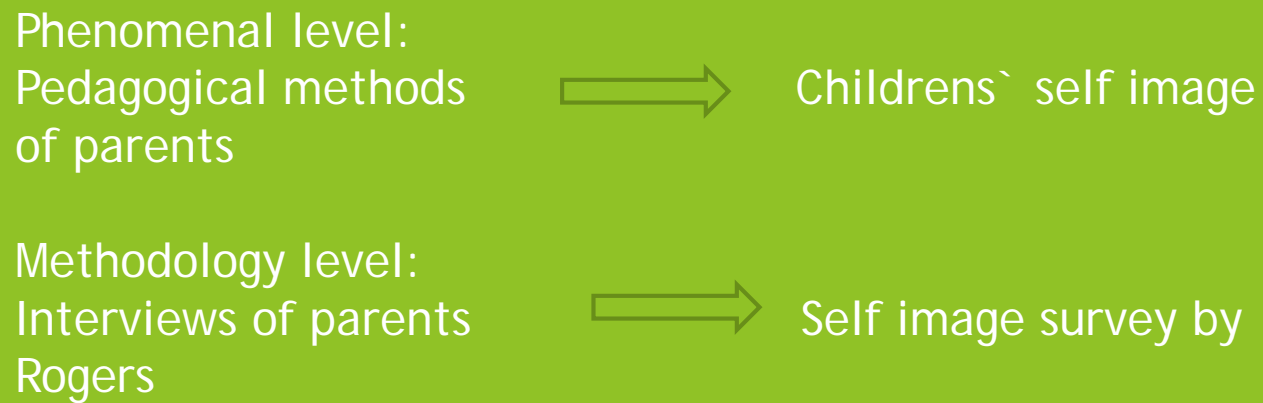 Phenomenal level:
Pedagogical methods Childrens` self image
of parents
Methodology level:
Interviews of parents Self image survey by
Rogers